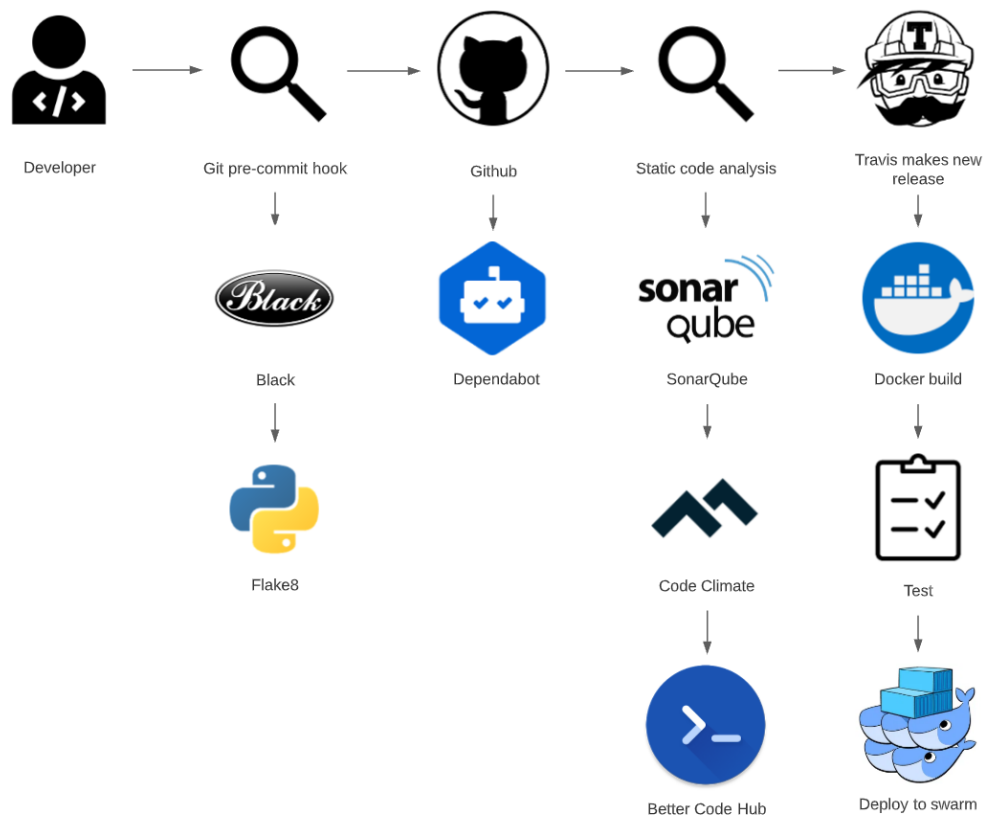 </>
T
Developer
Git pre-commit hook
Github
Static code analysis
Travis makes new
release
Black
sonar
qube
Black
Dependabot
SonarQube
Docker build
Flake8
Code Climate
Test
Better Code Hub
Deploy to swarm